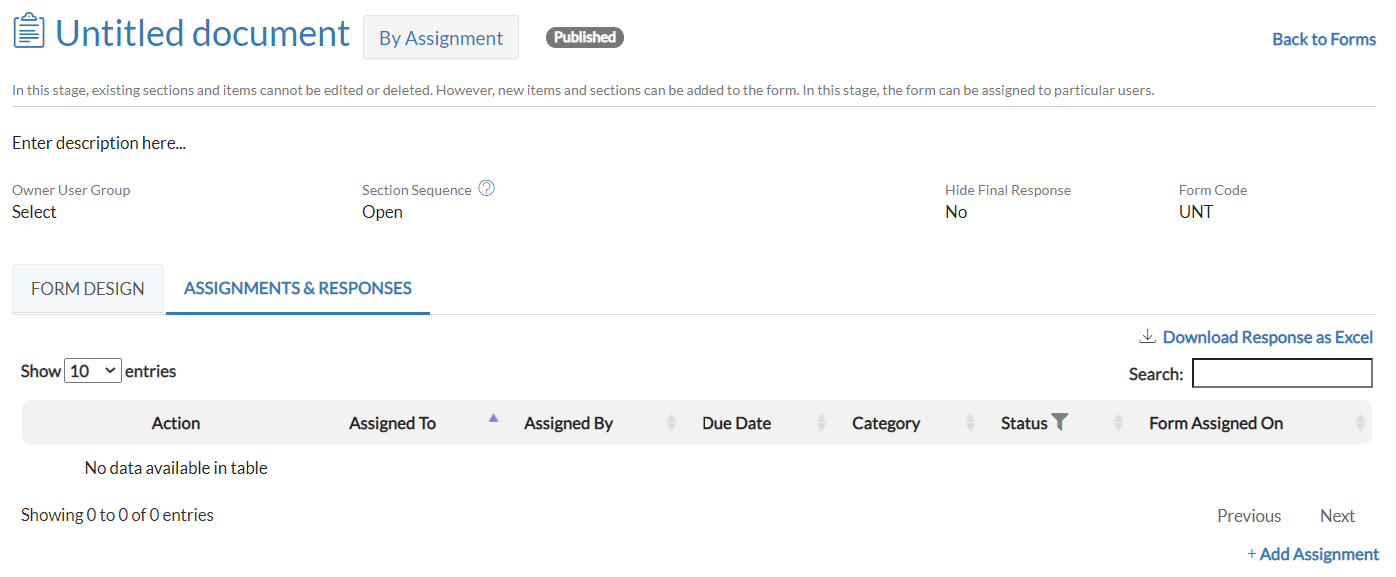 Untitled document By Assignment Published Back to Forms
In this stage, existing sections and items cannot be edited or deleted. However, new items and sections can be added to the form. In this stage, the form can be assigned to particular users.
Enter description here...
Owner User Group Section Sequence ? Hide Final Response Form Code
Select Open No UNT
FORM DESIGN ASSIGNMENTS & RESPONSES
Download Response as Excel
Show 10 entries Search:
Action Assigned To Assigned By Due Date Category Status Form Assigned On
No data available in table
Showing 0 to 0 of 0 entries Previous Next
+ Add Assignment